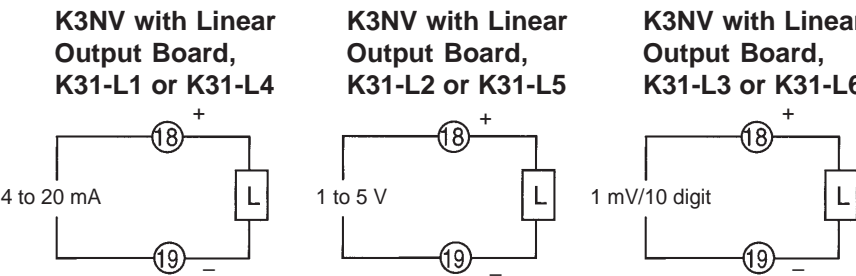 K3NV with Linear
Output Board,
K31-L1 or K31-L4
+
18
4 to 20 mA
L
19
–
K3NV with Linear
Output Board,
K31-L2 or K31-L5
+
18
1 to 5 V
L
19
–
K3NV with Linear
Output Board,
K31-L3 or K31-L6
+
18
1 mV/10 digit
L
19
–